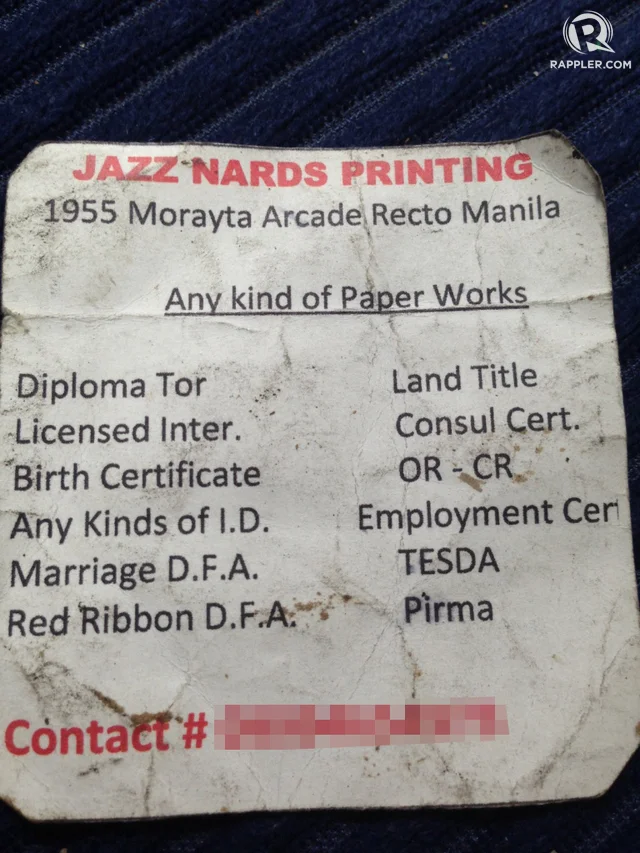 R
RAPPLER.COM
JAZZ NARDS PRINTING
1955 Morayta Arcade Recto Manila
Any kind of Paper Works
Diploma Tor
Licensed Inter.
Birth Certificate
Any Kinds of I.D.
Marriage D.F.A.
Red Ribbon D.F.A.
Land Title
Consul Cert.
OR - CR
Employment Cert
TESDA
Pirma
Contact #